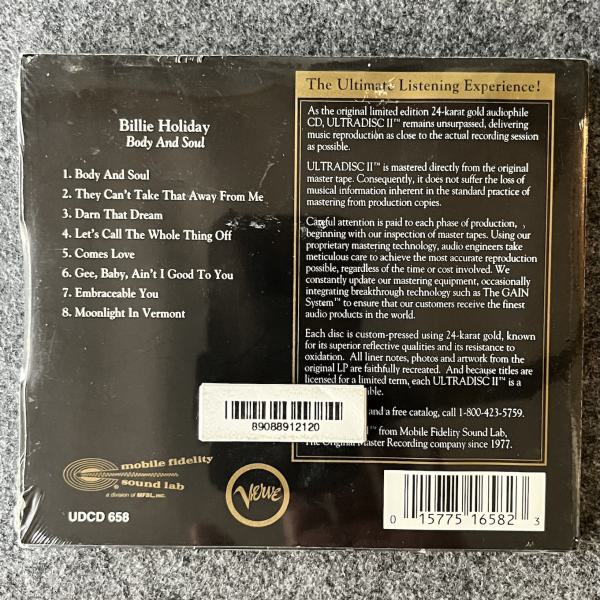 Billie Holiday
Body And Soul
1. Body And Soul
2. They Can't Take That Away From Me
3. Darn That Dream
4. Let's Call The Whole Thing Off
5. Comes Love
6. Gee, Baby, Ain't I Good To You
7. Embraceable You
8. Moonlight In Vermont
The Ultimate Listening Experience!
As the original limited edition 24-karat gold audiophile
CD, ULTRADISC II™ remains unsurpassed, delivering
music reproduction as close to the actual recording session
as possible.
ULTRADISC II™ is mastered directly from the original
master tape. Consequently, it does not suffer the loss of
musical information inherent in the standard practice of
mastering from production copies.
Careful attention is paid to each phase of production,
beginning with our inspection of master tapes. Using our
proprietary mastering technology, audio engineers take
meticulous care to achieve the most accurate reproduction
possible, regardless of the time or cost involved. We
constantly update our mastering equipment, occasionally
integrating breakthrough technology such as The GAIN
System™ to ensure that our customers receive the finest
audio products in the world.
Each disc is custom-pressed using 24-karat gold, known
for its superior reflective qualities and its resistance to
oxidation. All liner notes, photos and artwork from the
original LP are faithfully recreated. And because titles are
licensed for a limited term, each ULTRADISC II™ is a
and a free catalog, call 1-800-423-5759.
™ from Mobile Fidelity Sound Lab,
The Original Master Recording company since 1977.
89088912120
mobile fidelity
sound lab
a division of MFSL, INC.
UDCD 658
Verve
0 15775 16582 3